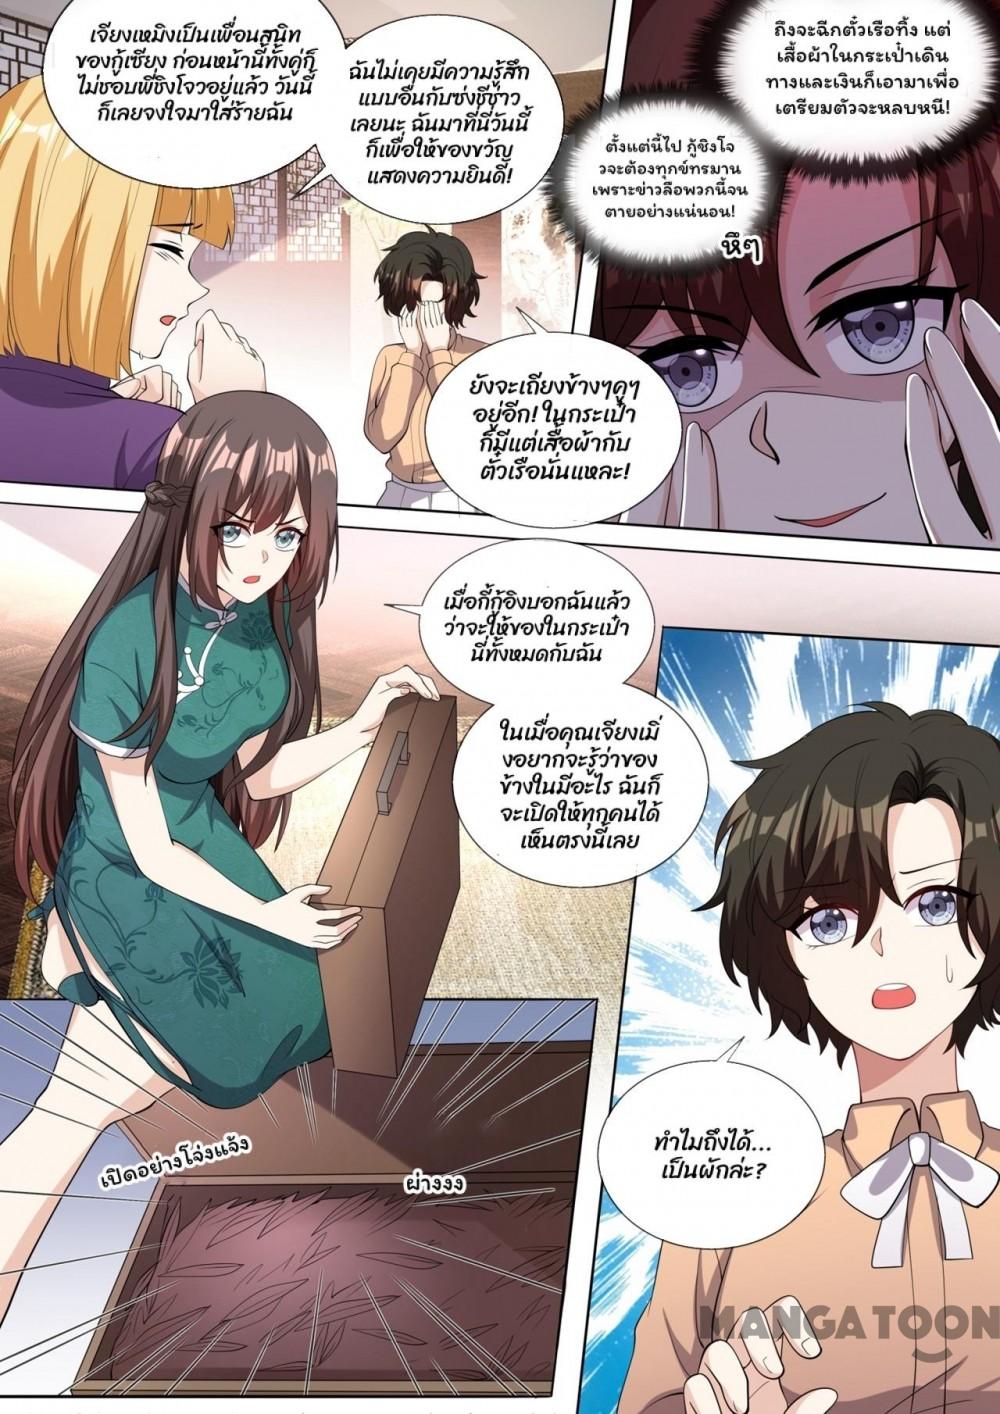 เจียงเหมิงเป็นเพื่อนสนิท
ของกู้เซียง ก่อนหน้านี้ทั้งคู่ก็
ไม่ชอบพี่ชิงโจวอยู่แล้ว วันนี้
ก็เลยจงใจมาใส่ร้ายฉัน
ฉันไม่เคยมีความรู้สึก
แบบอื่นกับซ่งชีช่าว
เลยนะ ฉันมาที่นี่วันนี้
ก็เพื่อให้ของขวัญ
แสดงความยินดี!
ถึงจะฉีกตั๋วเรือทิ้ง แต่
เสื้อผ้าในกระเป๋าเดิน
ทางและเงินก็เอามาเพื่อ
เตรียมตัวจะหลบหนี!
ตั้งแต่นี้ไป กู้ชิงโจ
วจะต้องทุกข์ทรมาน
เพราะข่าวลือพวกนี้จน
ตายอย่างแน่นอน!
หึๆ
ยังจะเถียงข้างๆคูๆ
อยู่อีก! ในกระเป๋า
ก็มีแต่เสื้อผ้ากับ
ตั๋วเรือนั่นแหละ!
เมื่อกี้กู้อิงบอกฉันแล้ว
ว่าจะให้ของในกระเป๋า
นี่ทั้งหมดกับฉัน
ในเมื่อคุณเจียงเมิ่
งอยากจะรู้ว่าของ
ข้างในมีอะไร ฉันก็
จะเปิดให้ทุกคนได้
เห็นตรงนี้เลย
เปิดอย่างโจ่งแจ้ง
ผ่างงง
ทำไมถึงได้...
เป็นผักล่ะ?
MANGATOON